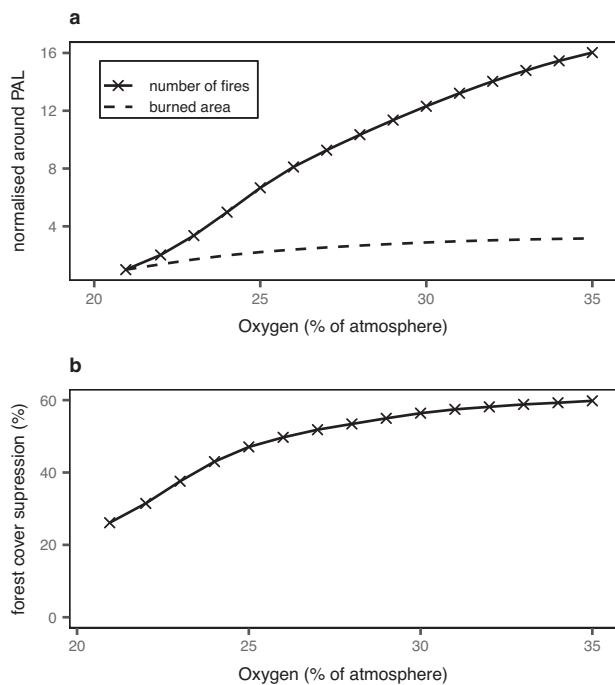 a
16
12
8
4
normalised around PAL
number of fires
burned area
20
25
30
35
Oxygen (% of atmosphere)
b
60
40
20
0
forest cover supression (%)
20
25
30
35
Oxygen (% of atmosphere)